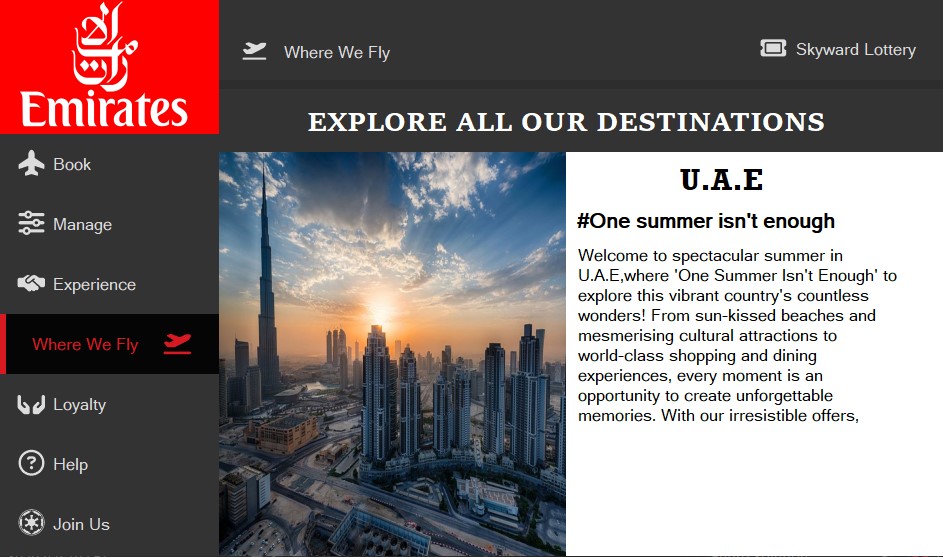 الإمارات
Emirates
Where We Fly
Skyward Lottery
Book
Manage
Experience
Where We Fly
Loyalty
Help
Join Us
EXPLORE ALL OUR DESTINATIONS
U.A.E
#One summer isn't enough
Welcome to spectacular summer in
U.A.E,where 'One Summer Isn't Enough' to
explore this vibrant country's countless
wonders! From sun-kissed beaches and
mesmerising cultural attractions to
world-class shopping and dining
experiences, every moment is an
opportunity to create unforgettable
memories. With our irresistible offers,